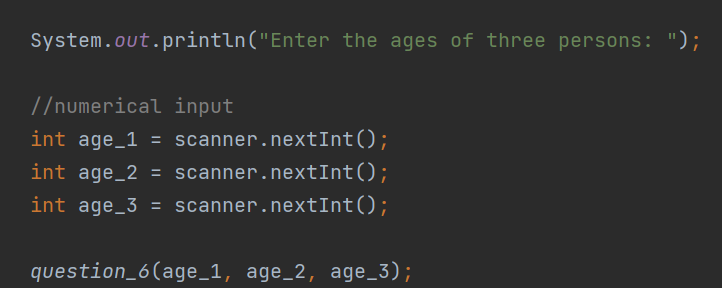 System.out.println("Enter the ages of three persons: ");
//numerical input
int age_1 = scanner.nextInt();
int age_2 = scanner.nextInt();
int age_3 = scanner.nextInt();
question_6(age_1, age_2, age_3);